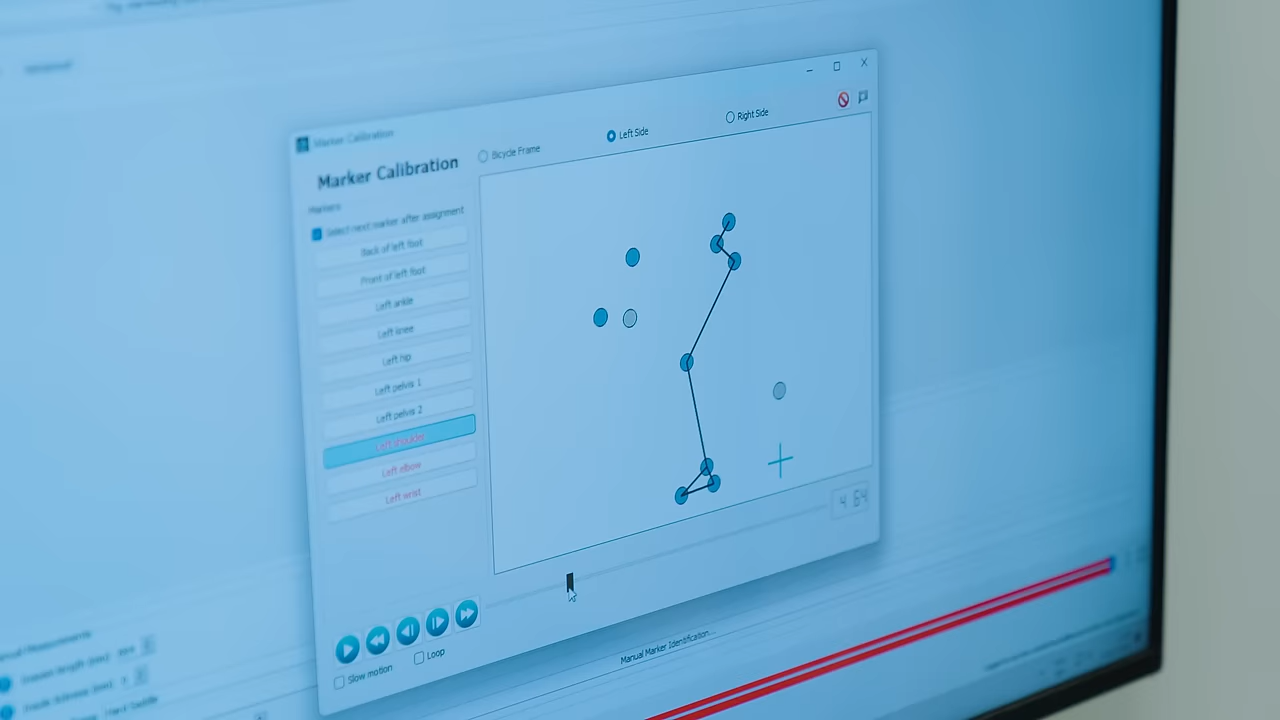 Marker Calibration
Marker Calibration
Bicycle Frame
Left Side
Right Side
Markers
Select next marker after assignment
Back of left foot
Front of left foot
Left ankle
Left knee
Left hip
Left pelvis 1
Left pelvis 2
Left shoulder
Left elbow
Left wrist
4 64
Slow motion
Loop
Manual Marker Identification...